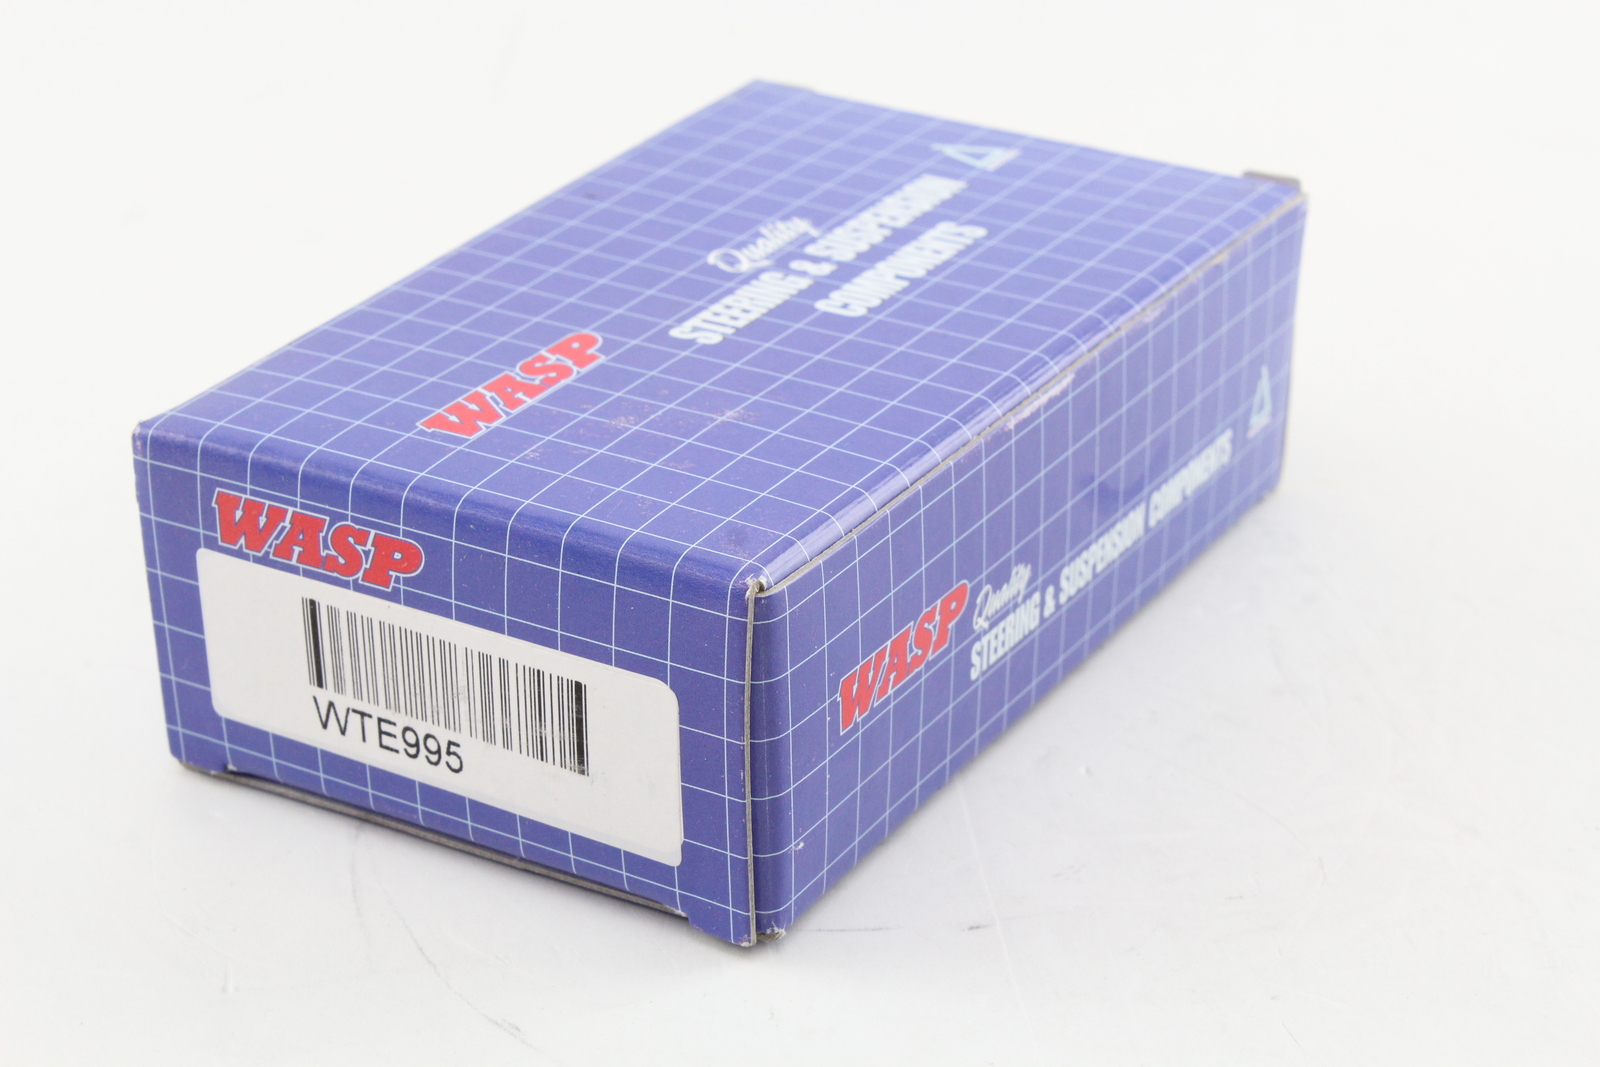 Quality
STEERING & SUSPENSION
COMPONENTS
WASP
WASP
WTE995
WASP
Quality
STEERING & SUSPENSION COMPONENTS